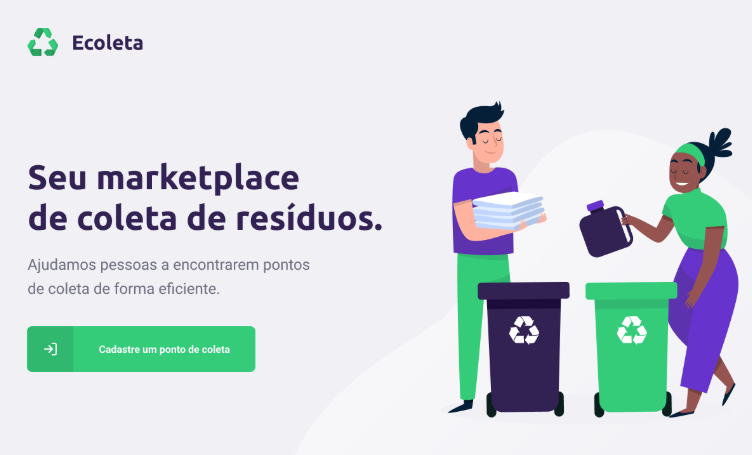 Ecoleta
Seu marketplace
de coleta de resíduos.
Ajudamos pessoas a encontrarem pontos
de coleta de forma eficiente.
Cadastre um ponto de coleta